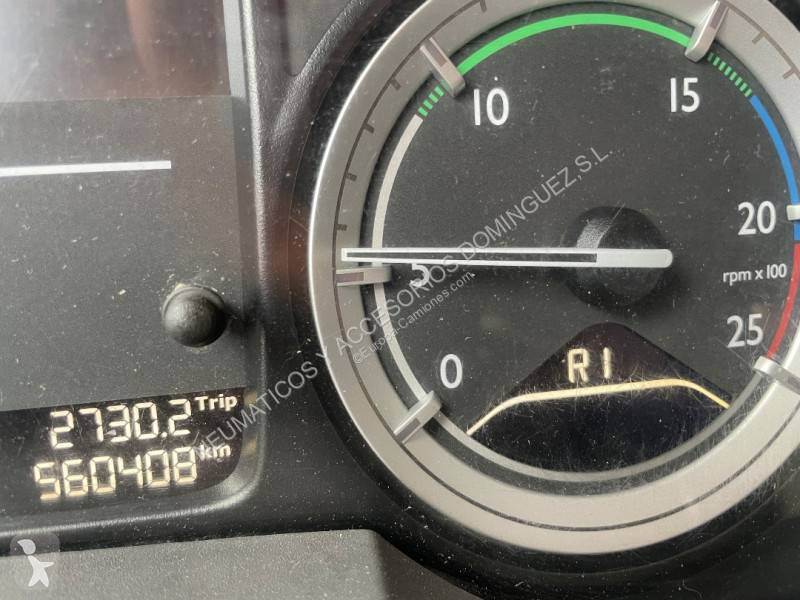 10
15
20
rpm x 100
25
5
0
R1
2730.2 Trip
560408 km
NEUMATICOS Y ACCESORIOS DOMINGUEZ,S.L.
©Europa-Camiones.com